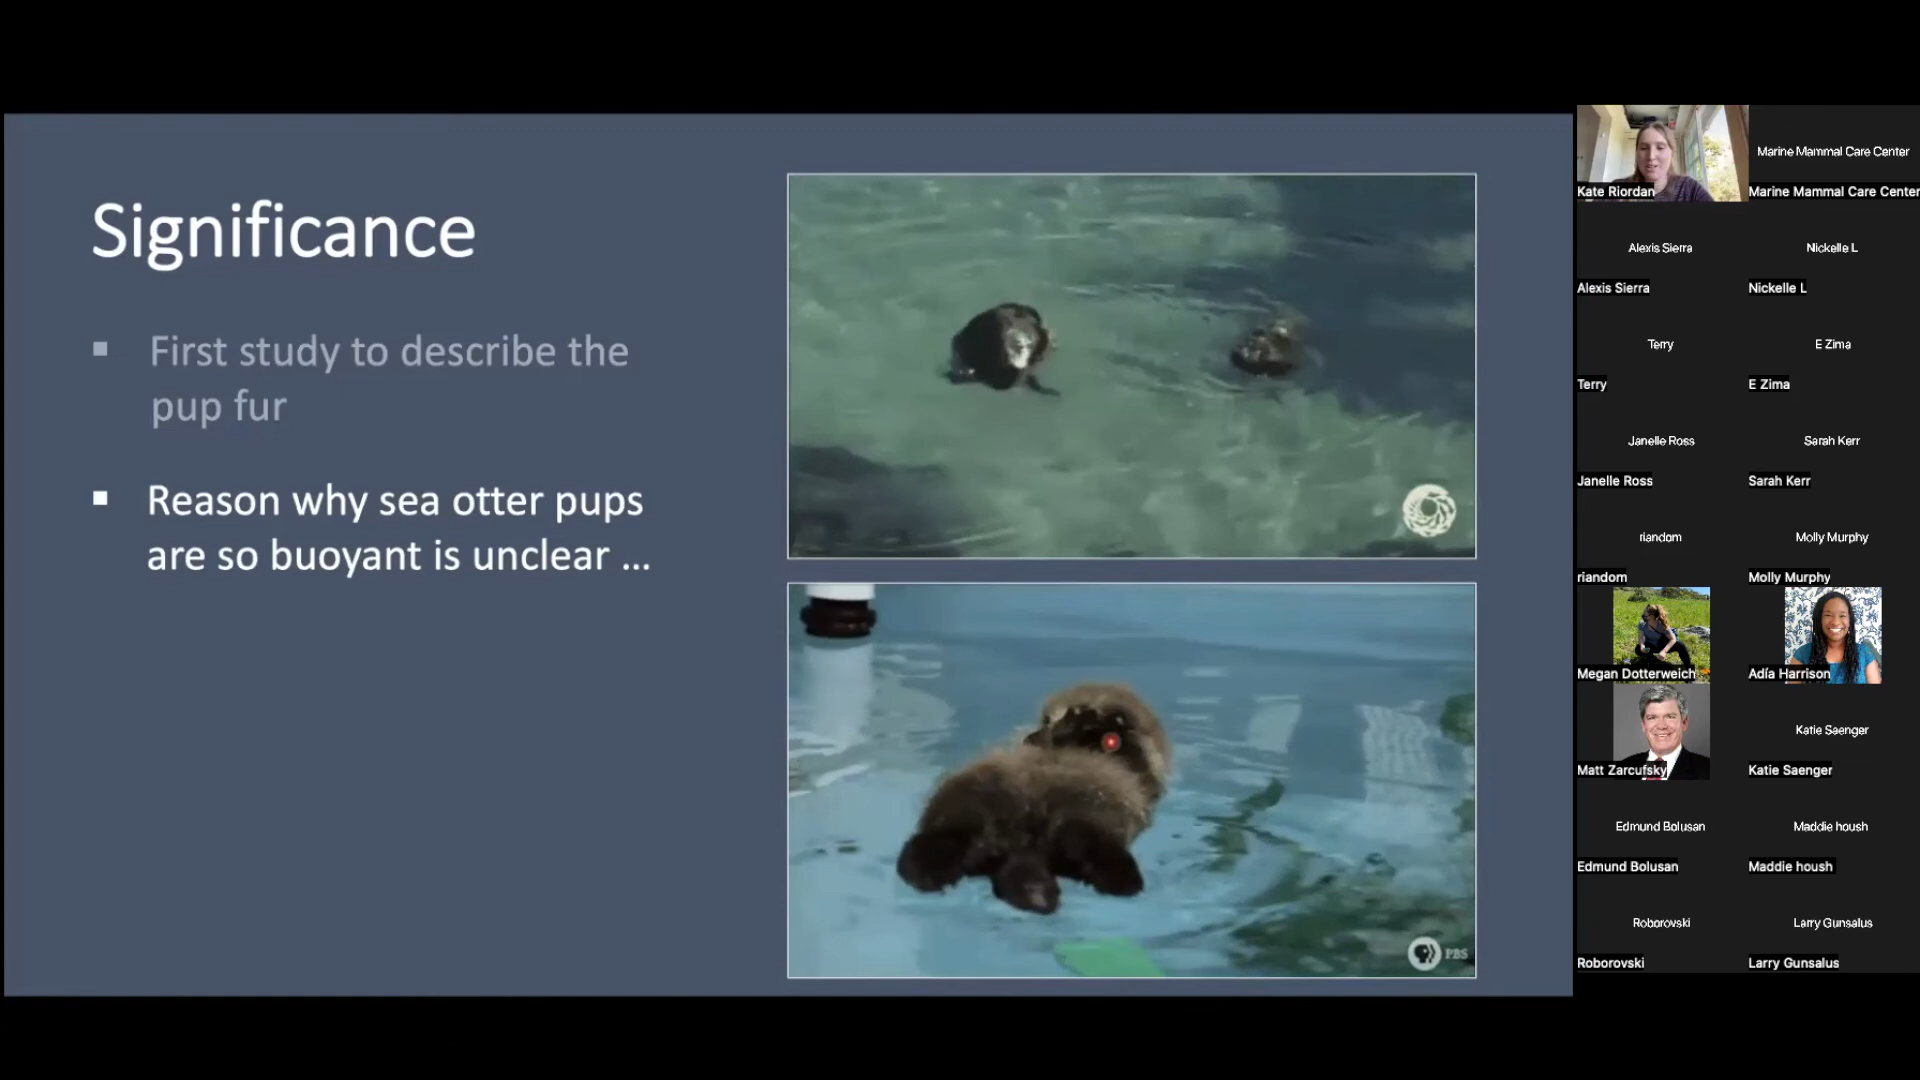 Significance
▪ First study to describe the
pup fur
▪ Reason why sea otter pups
are so buoyant is unclear ...
PBS
Kate Riordan
Marine Mammal Care Center
Marine Mammal Care Center
Alexis Sierra
Nickelle L
Alexis Sierra
Nickelle L
Terry
E Zima
Terry
E Zima
Janelle Ross
Sarah Kerr
Janelle Ross
Sarah Kerr
riandom
Molly Murphy
riandom
Molly Murphy
Megan Dotterweich
Adía Harrison
Matt Zarcufsky
Katie Saenger
Katie Saenger
Edmund Bolusan
Maddie housh
Edmund Bolusan
Maddie housh
Roborovski
Larry Gunsalus
Roborovski
Larry Gunsalus